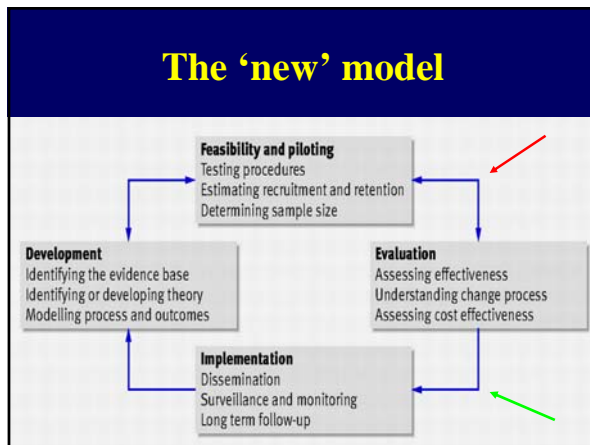 The ‘new’ model
Feasibility and piloting
Testing procedures
Estimating recruitment and retention
Determining sample size
Development
Identifying the evidence base
Identifying or developing theory
Modelling process and outcomes
Evaluation
Assessing effectiveness
Understanding change process
Assessing cost effectiveness
Implementation
Dissemination
Surveillance and monitoring
Long term follow-up